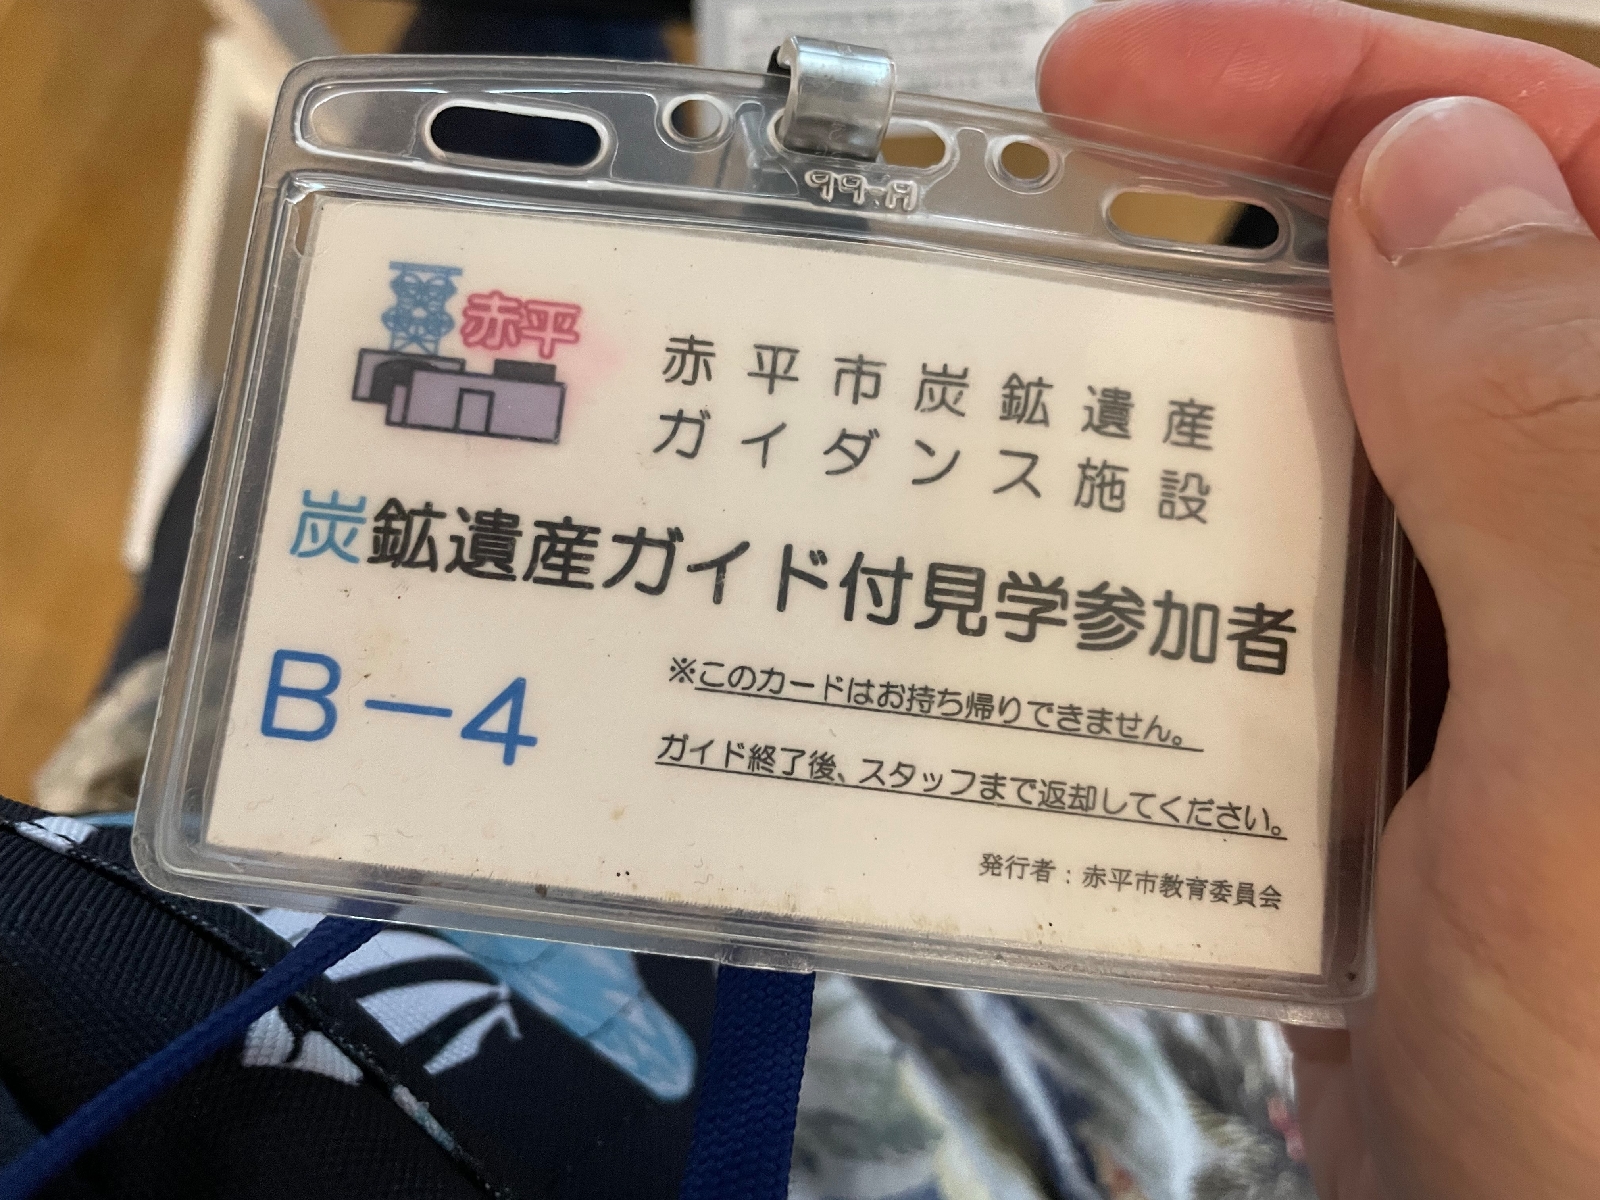 99.A
赤平
赤平市炭鉱遺産
ガイダンス施設
炭鉱遺産ガイド付見学参加者
B-4
※このカードはお持ち帰りできません。
ガイド終了後、スタッフまで返却してください。
発行者：赤平市教育委員会